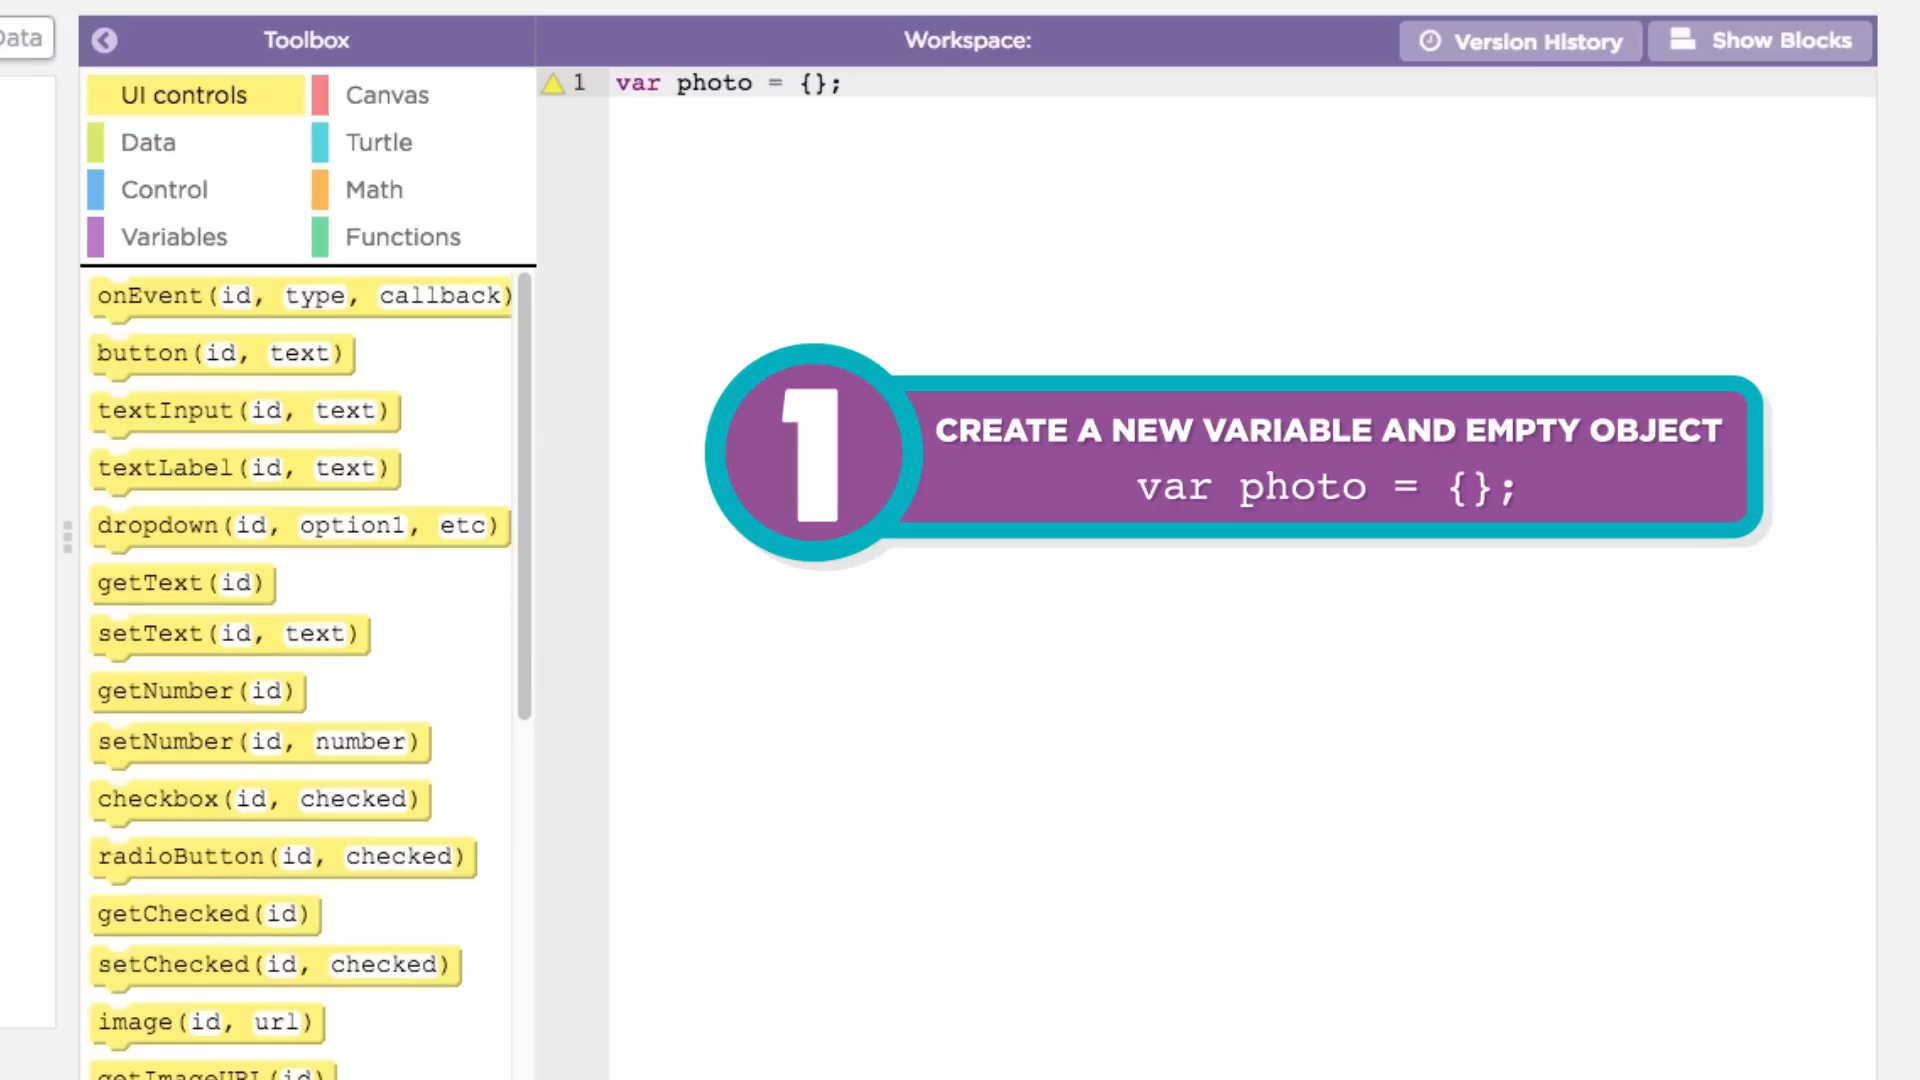 Data
Toolbox
Workspace:
Version History
Show Blocks
UI controls
Canvas
Data
Turtle
Control
Math
Variables
Functions
1 var photo = {};
onEvent(id, type, callback)
button(id, text)
textInput(id, text)
textLabel(id, text)
dropdown(id, option1, etc)
getText(id)
setText(id, text)
getNumber(id)
setNumber(id, number)
checkbox(id, checked)
radioButton(id, checked)
getChecked(id)
setChecked(id, checked)
image(id, url)
getImageURL(id)
1
CREATE A NEW VARIABLE AND EMPTY OBJECT
var photo = {};